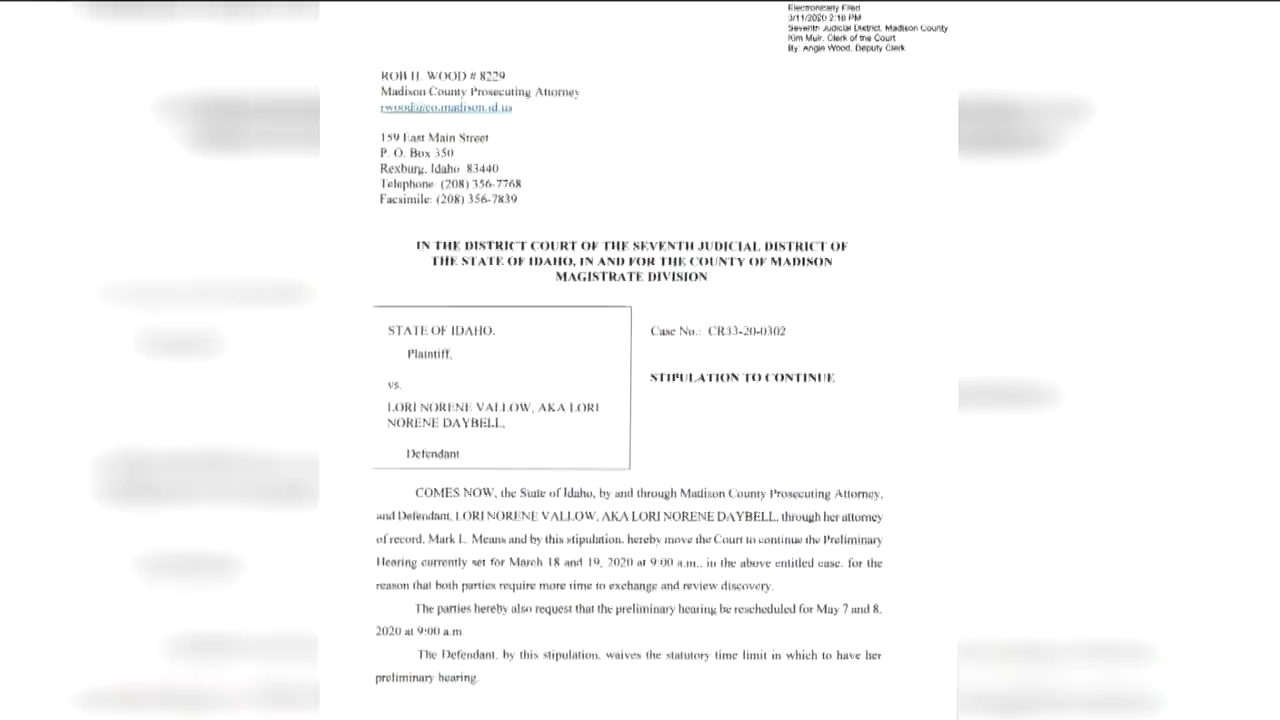 Electronically Filed
3/11/2020 2:18 PM
Seventh Judicial District, Madison County
Kim Muir, Clerk of the Court
By: Angie Wood, Deputy Clerk
ROB H. WOOD # 8229
Madison County Prosecuting Attorney
rwood@co.madison.id.us
159 East Main Street
P. O. Box 350
Rexburg, Idaho 83440
Telephone: (208) 356-7768
Facsimile: (208) 356-7839
IN THE DISTRICT COURT OF THE SEVENTH JUDICIAL DISTRICT OF
THE STATE OF IDAHO, IN AND FOR THE COUNTY OF MADISON
MAGISTRATE DIVISION
STATE OF IDAHO,
Plaintiff,
vs.
LORI NORENE VALLOW, AKA LORI
NORENE DAYBELL,
Defendant
Case No.: CR33-20-0302
STIPULATION TO CONTINUE
COMES NOW, the State of Idaho, by and through Madison County Prosecuting Attorney,
and Defendant, LORI NORENE VALLOW, AKA LORI NORENE DAYBELL, through her attorney
of record, Mark L. Means and by this stipulation, hereby move the Court to continue the Preliminary
Hearing currently set for March 18 and 19, 2020 at 9:00 a.m., in the above entitled case, for the
reason that both parties require more time to exchange and review discovery.
The parties hereby also request that the preliminary hearing be rescheduled for May 7 and 8,
2020 at 9:00 a.m.
The Defendant, by this stipulation, waives the statutory time limit in which to have her
preliminary hearing.